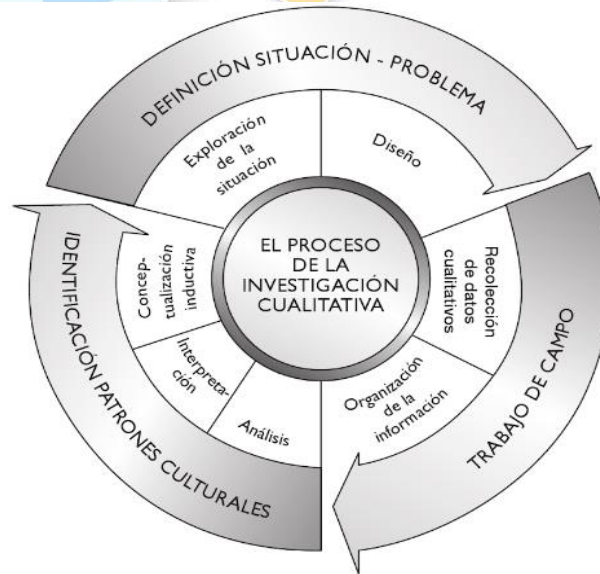 DEFINICIÓN SITUACIÓN - PROBLEMA
Exploración
de la
situación
Diseño
EL PROCESO
DE LA
INVESTIGACIÓN
CUALITATIVA
Recolección
de datos
cualitativos
TRABAJO DE CAMPO
Organización
de la
información
Análisis
Interpreta-
ción
Concep-
tualización
inductiva
IDENTIFICACIÓN PATRONES CULTURALES